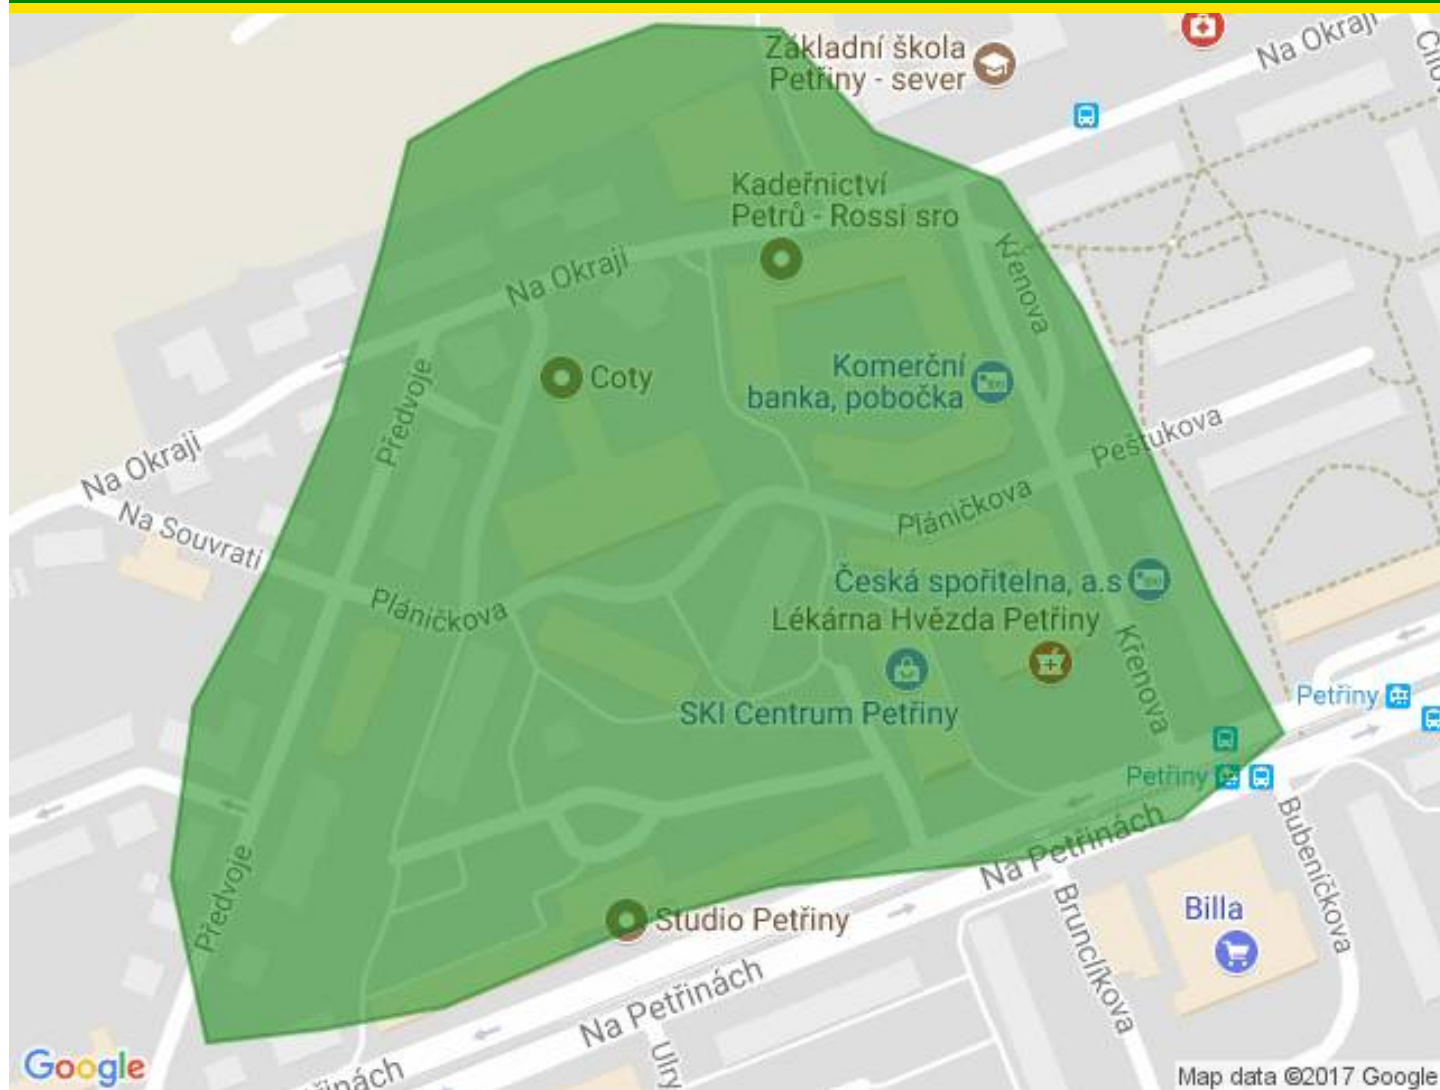 Základní škola
Petřiny - sever
Na Okraji
Kadeřnictví
Petrů - Rossi sro
Na Okraji
Křenova
Coty
Komerční
banka, pobočka
Předvoje
Peštukova
Na Okraji
Na Souvrati
Pláničkova
Pláničkova
Česká spořitelna, a.s
Lékárna Hvězda Petřiny
Křenova
SKI Centrum Petřiny
Petřiny
Petřiny
Na Petřinách
Bubeníčkova
Předvoje
Studio Petřiny
Billa
Brunclíkova
Na Petřinách
Google
Ulry
Map data ©2017 Google